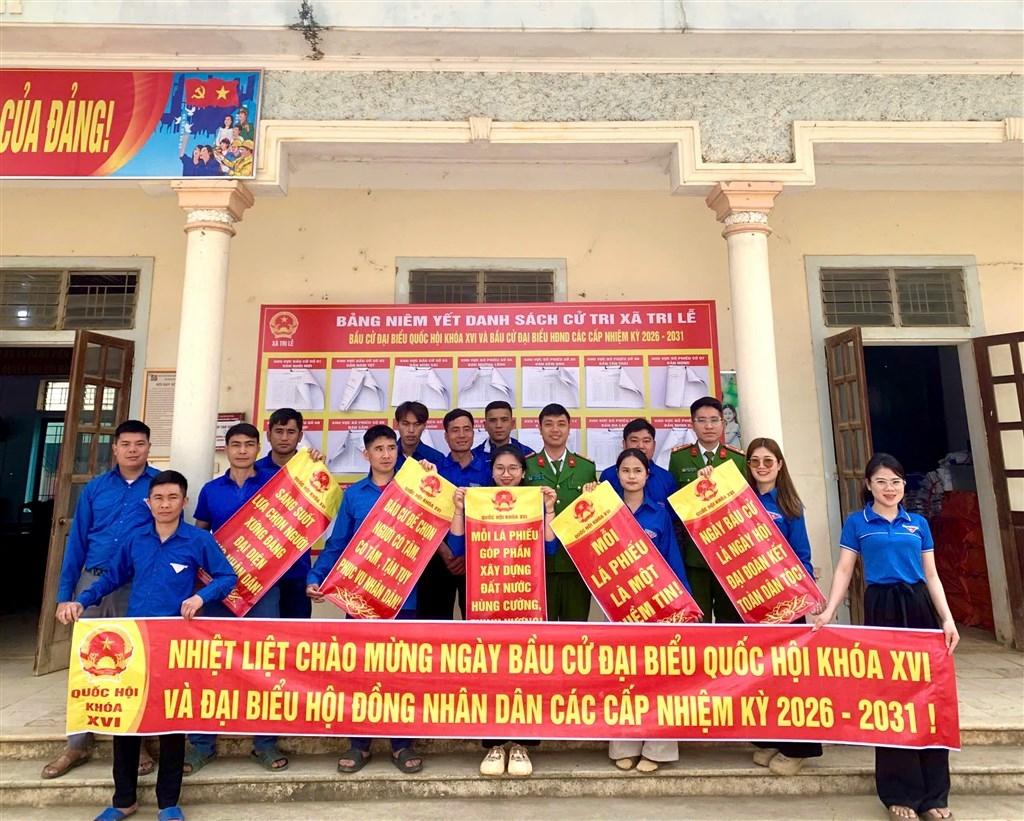 CỦA ĐẢNG!
BẢNG NIÊM YẾT DANH SÁCH CỬ TRI XÃ TRI LỄ
XÃ TRI LỄ
BẦU CỬ ĐẠI BIỂU QUỐC HỘI KHÓA XVI VÀ BẦU CỬ ĐẠI BIỂU HĐND CÁC CẤP NHIỆM KỲ 2026 - 2031
SÁNG SUỐT
LỰA CHỌN NGƯỜI
XỨNG ĐÁNG
ĐẠI DIỆN
NHÂN DÂN!
BẦU CỬ ĐỂ CHỌN
NGƯỜI CÓ TÂM,
CÓ TẦM, TẬN TỤY
PHỤC VỤ NHÂN DÂN!
QUỐC HỘI KHÓA XVI
MỖI LÁ PHIẾU
GÓP PHẦN
XÂY DỰNG
ĐẤT NƯỚC
HÙNG CƯỜNG,
MỖI
LÁ PHIẾU
LÀ MỘT
NIỀM TIN!
NGÀY BẦU CỬ
LÀ NGÀY HỘI
ĐẠI ĐOÀN KẾT
TOÀN DÂN TỘC!
QUỐC HỘI
KHÓA
XVI
NHIỆT LIỆT CHÀO MỪNG NGÀY BẦU CỬ ĐẠI BIỂU QUỐC HỘI KHÓA XVI
VÀ ĐẠI BIỂU HỘI ĐỒNG NHÂN DÂN CÁC CẤP NHIỆM KỲ 2026 - 2031 !